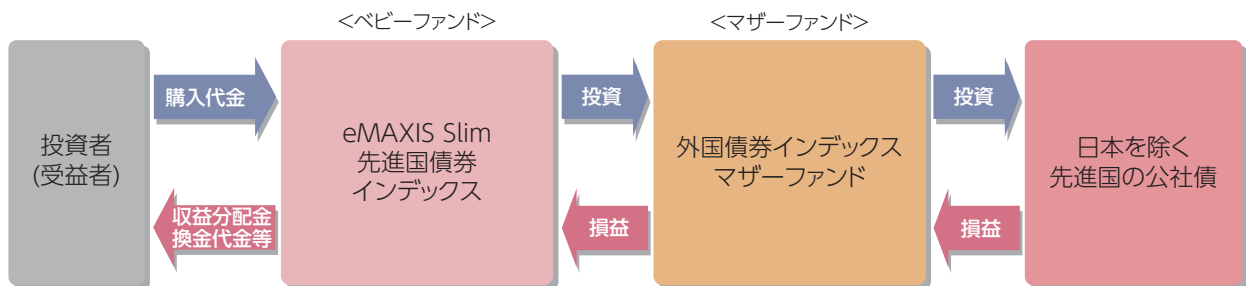 <ベビーファンド>
<マザーファンド>
投資者
(受益者)
購入代金
収益分配金
換金代金等
eMAXIS Slim
先進国債券
インデックス
投資
損益
外国債券インデックス
マザーファンド
投資
損益
日本を除く
先進国の公社債